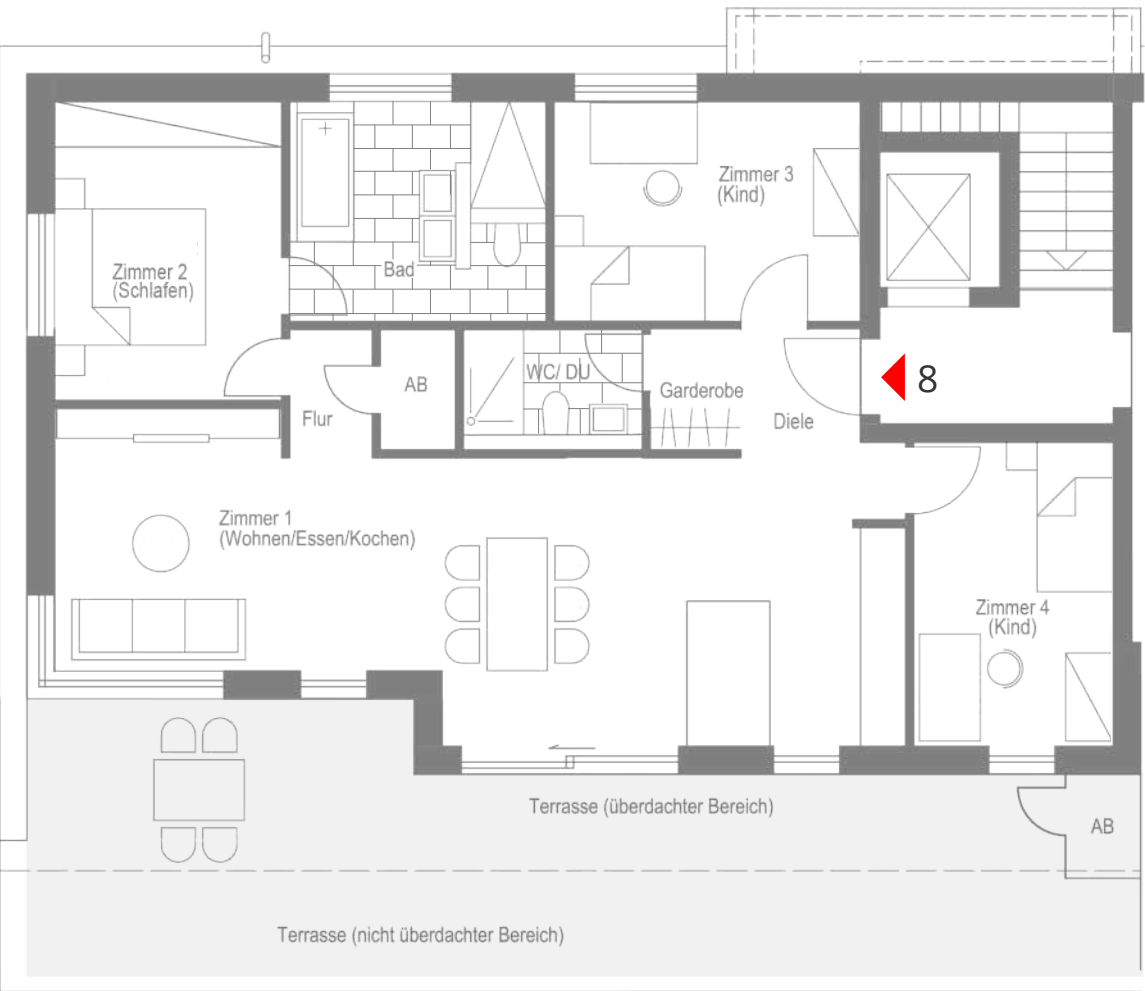 Zimmer 3
(Kind)
Zimmer 2
(Schlafen)
Bad
WC/ DU
AB
Garderobe
8
Flur
Diele
Zimmer 1
(Wohnen/Essen/Kochen)
Zimmer 4
(Kind)
Terrasse (überdachter Bereich)
AB
Terrasse (nicht überdachter Bereich)